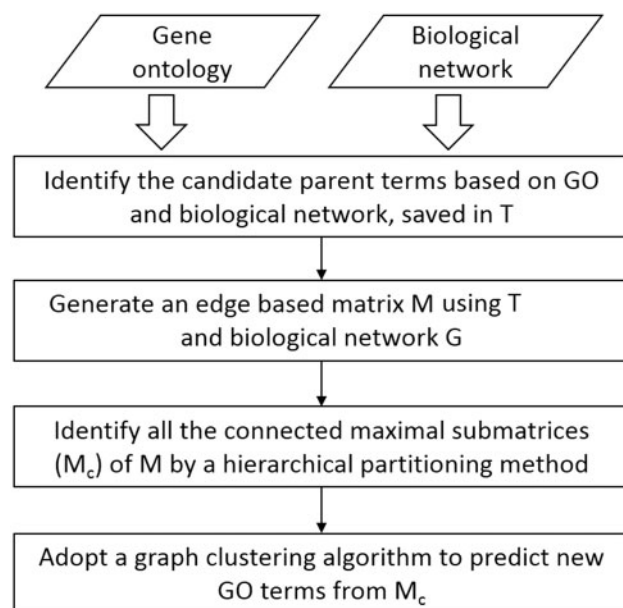 Gene
ontology
Biological
network
Identify the candidate parent terms based on GO
and biological network, saved in T
Generate an edge based matrix M using T
and biological network G
Identify all the connected maximal submatrices
(Mc) of M by a hierarchical partitioning method
Adopt a graph clustering algorithm to predict new
GO terms from Mc